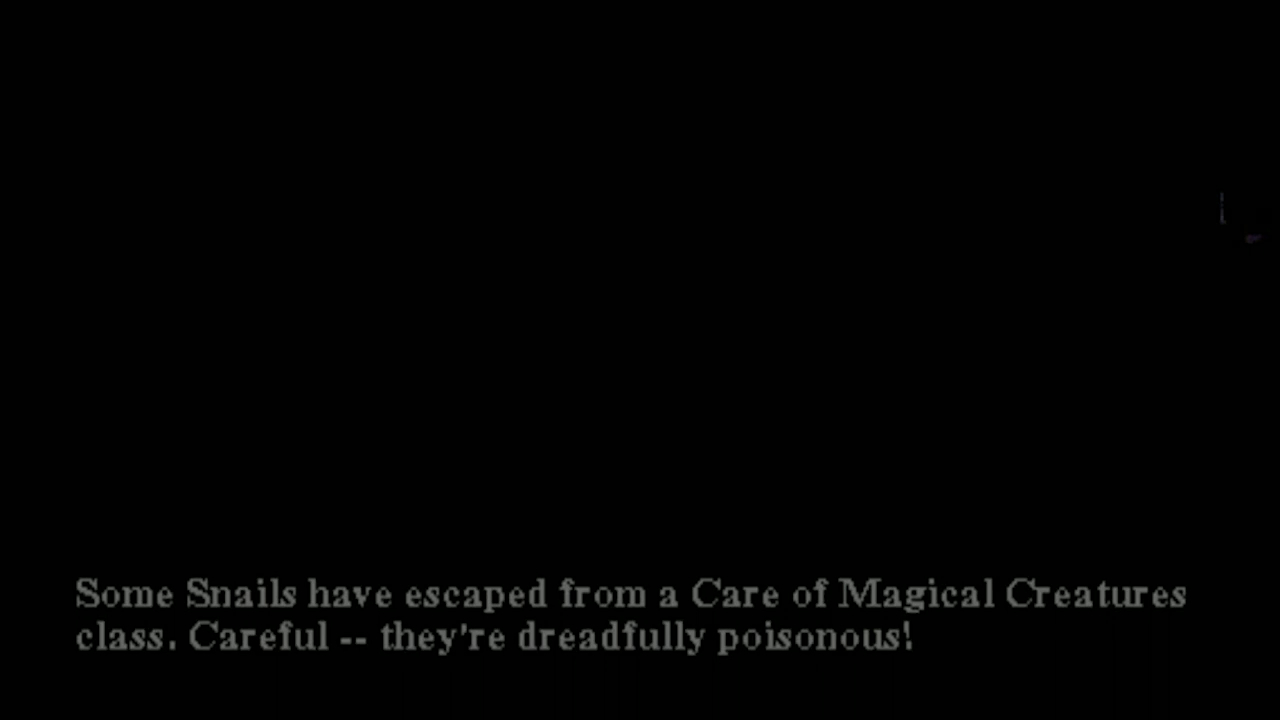 Some Snails have escaped from a Care of Magical Creatures
class. Careful -- they're dreadfully poisonous!